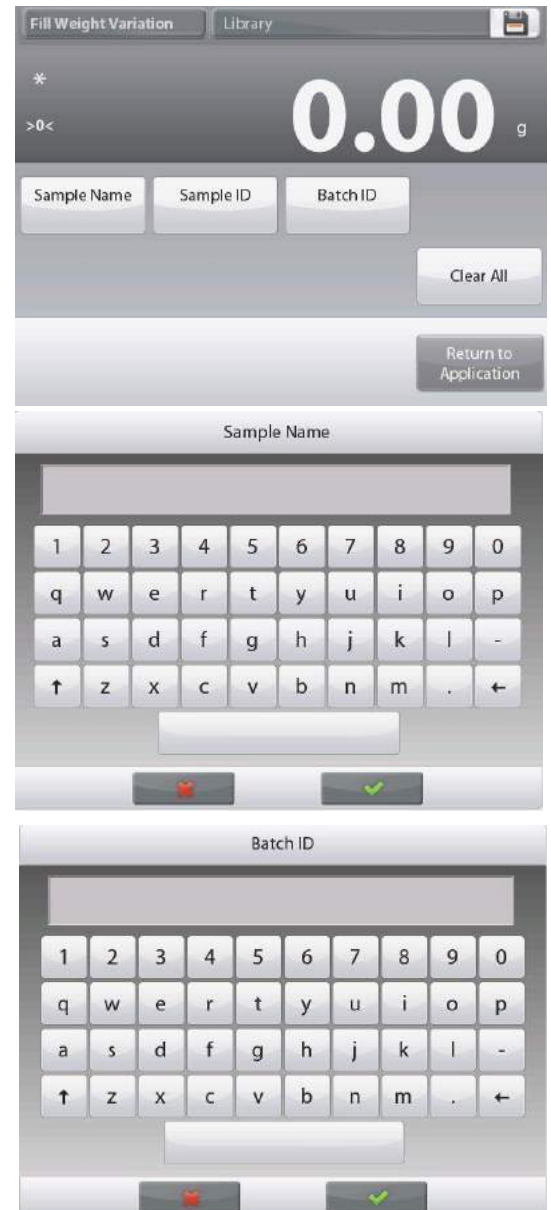 Fill Weight Variation Library
*
>0<
0.00 g
Sample Name Sample ID Batch ID
Clear All
Return to
Application
Sample Name
1 2 3 4 5 6 7 8 9 0
q w e r t y u i o p
a s d f g h j k l -
↑ z x c v b n m . ←
Batch ID
1 2 3 4 5 6 7 8 9 0
q w e r t y u i o p
a s d f g h j k l -
↑ z x c v b n m . ←